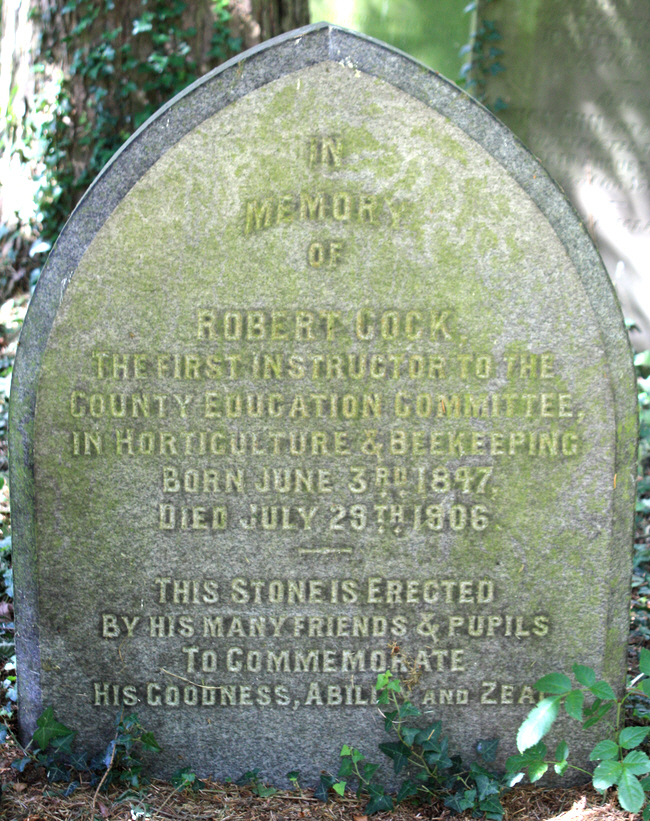 IN
MEMORY
OF
ROBERT COCK.
THE FIRST INSTRUCTOR TO THE
COUNTY EDUCATION COMMITTEE,
IN HORTICULTURE & BEEKEEPING
BORN JUNE 3RD 1847,
DIED JULY 29TH 1906.
THIS STONE IS ERECTED
BY HIS MANY FRIENDS & PUPILS
TO COMMEMORATE
HIS GOODNESS, ABILITY AND ZEAL